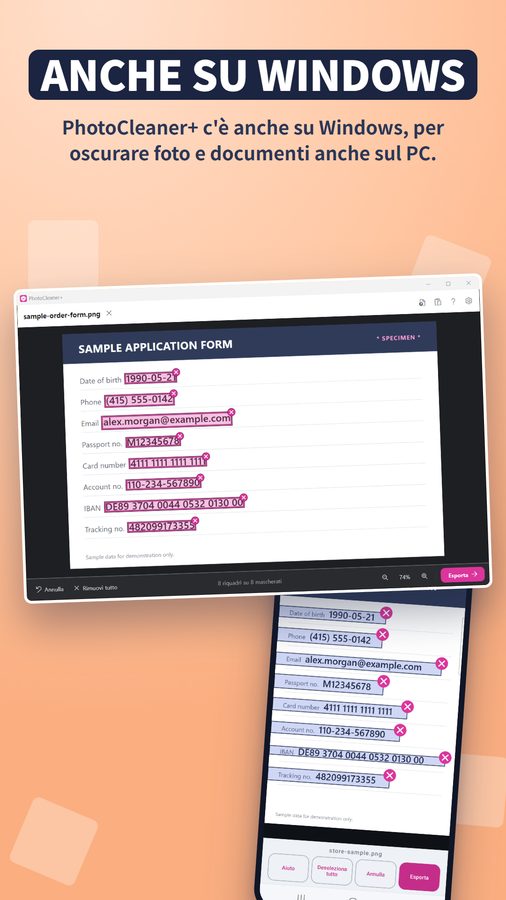 ANCHE SU WINDOWS
PhotoCleaner+ c'è anche su Windows, per
oscurare foto e documenti anche sul PC.
PhotoCleaner+
sample-order-form.png
SAMPLE APPLICATION FORM
* SPECIMEN *
Date of birth 1990-05-21
Phone (415) 555-0142
Email alex.morgan@example.com
Passport no. M12345678
Card number 4111 1111 1111 1111
Account no. 110-234-567890
IBAN DE89 3704 0044 0532 0130 00
Tracking no. 482099173355
Sample data for demonstration only.
Annulla
Rimuovi tutto
8 riquadri su 8 mascherati
74%
Esporta
Date of birth 1990-05-21
Phone (415) 555-0142
Email alex.morgan@example.com
Passport no. M12345678
Card number 4111 1111 1111 1111
Account no. 110-234-567890
IBAN DE89 3704 0044 0532 0130 00
Tracking no. 482099173355
Sample data for demonstration only.
store-sample.png
Aiuto
Deseleziona
tutto
Annulla
Esporta